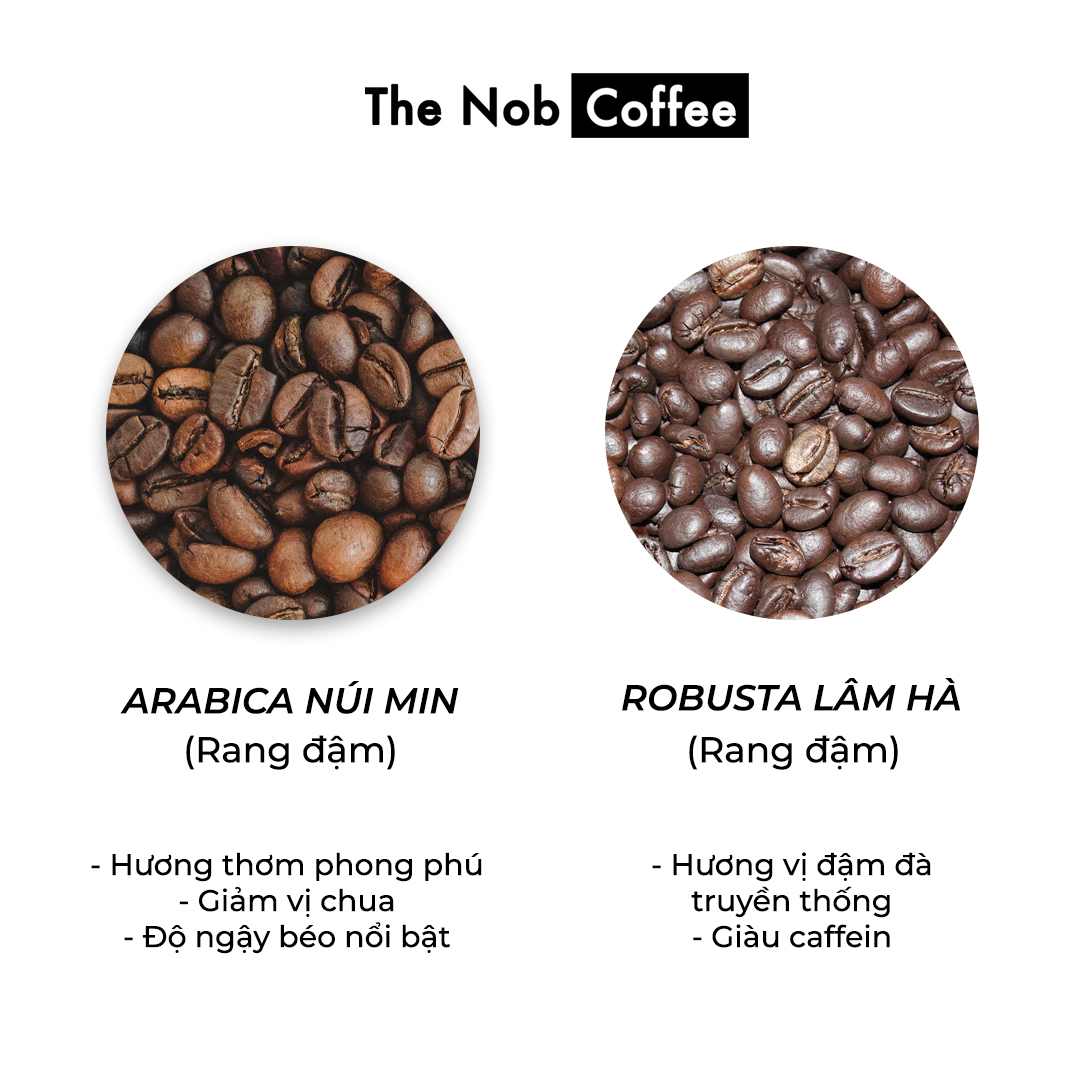 The Nob Coffee
ARABICA NÚI MIN
(Rang đậm)
- Hương thơm phong phú
- Giảm vị chua
- Độ ngậy béo nổi bật
ROBUSTA LÂM HÀ
(Rang đậm)
- Hương vị đậm đà
truyền thống
- Giàu caffein